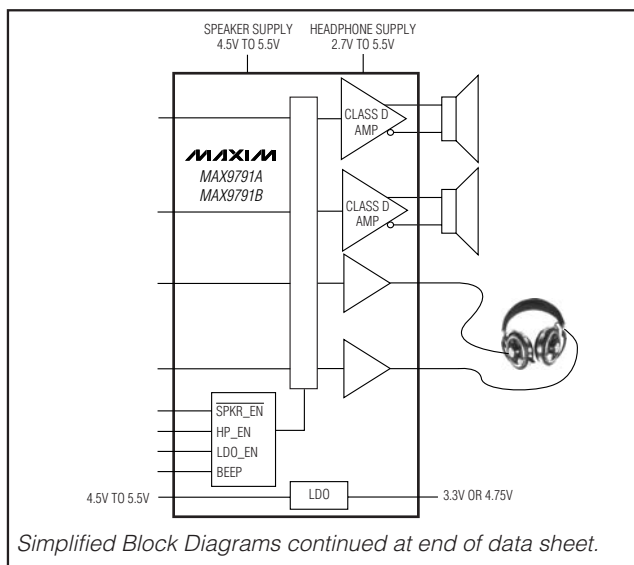 SPEAKER SUPPLY
4.5V TO 5.5V
HEADPHONE SUPPLY
2.7V TO 5.5V
CLASS D
AMP
MAXIM
MAX9791A
MAX9791B
CLASS D
AMP
SPKR_EN
HP_EN
LDO_EN
BEEP
4.5V TO 5.5V
LDO
3.3V OR 4.75V
Simplified Block Diagrams continued at end of data sheet.